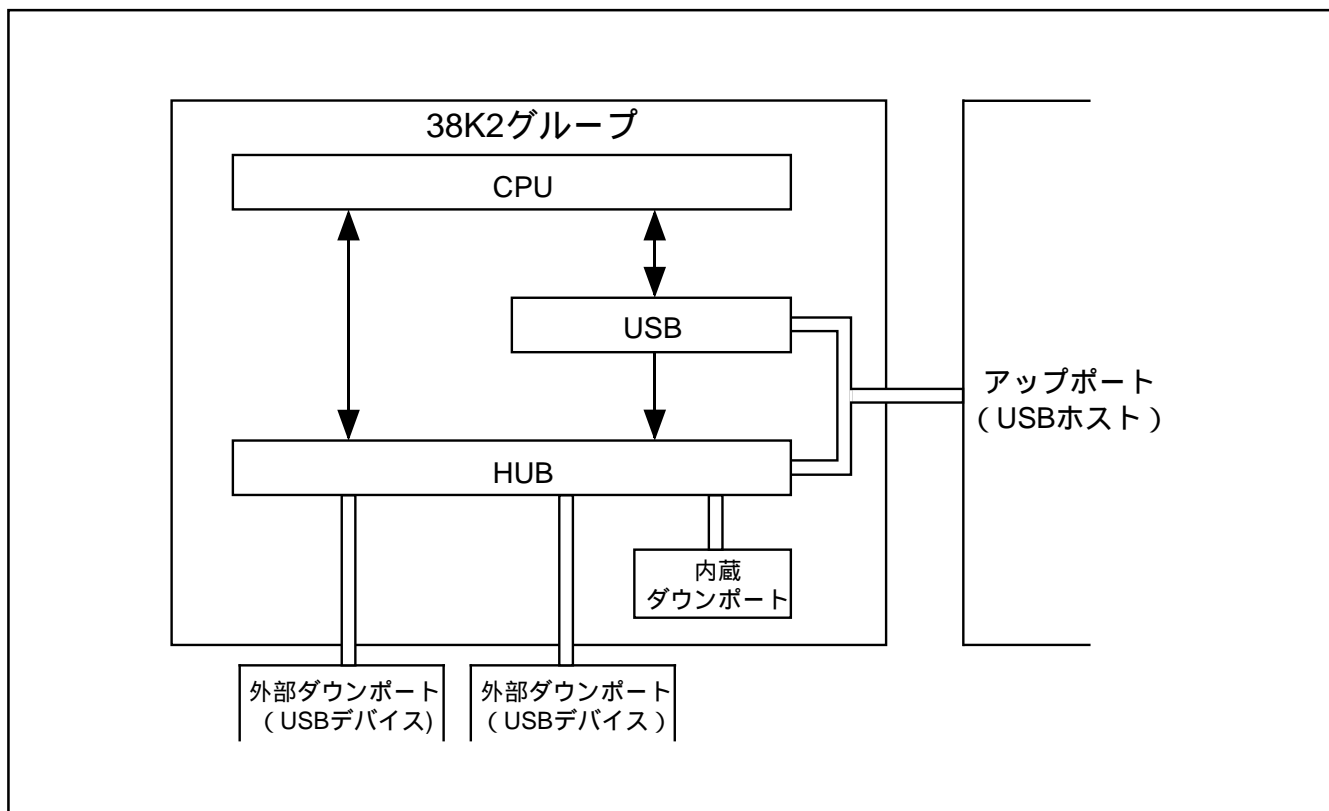 38K2グループ
CPU
USB
アップポート
（USBホスト）
HUB
内蔵
ダウンポート
外部ダウンポート
（USBデバイス)
外部ダウンポート
（USBデバイス）